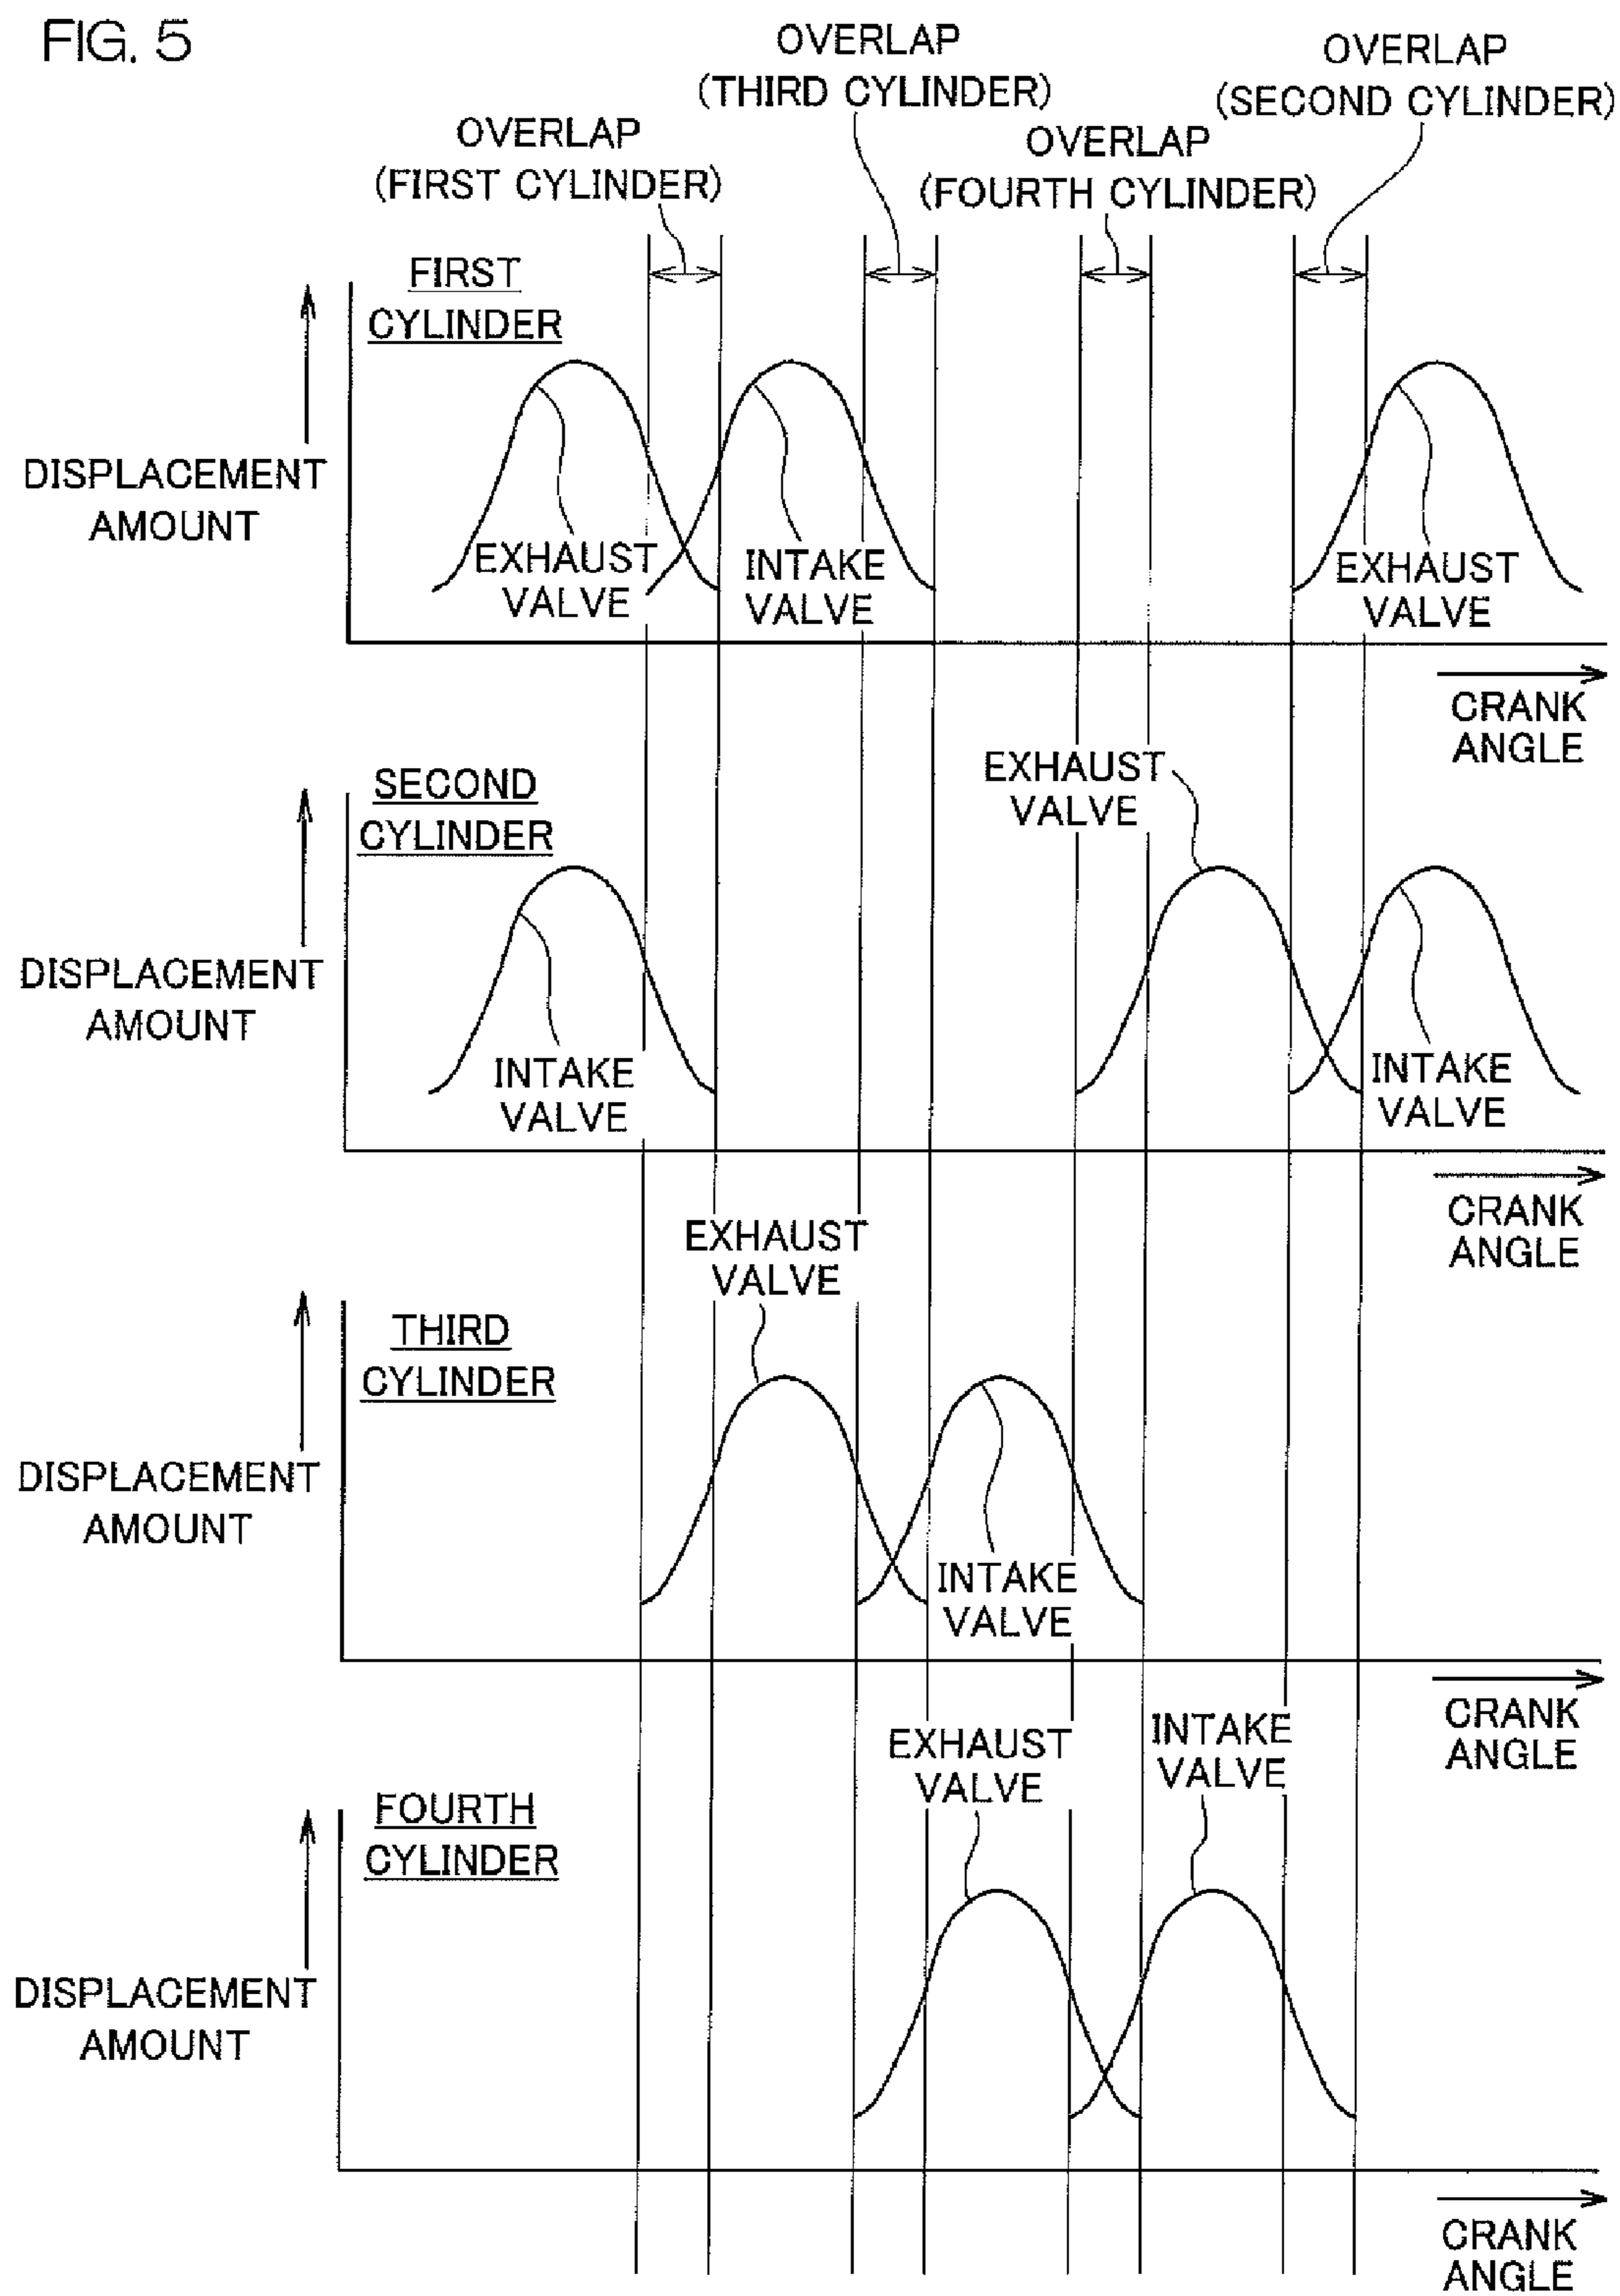 FIG. 5
OVERLAP
(THIRD CYLINDER)
OVERLAP
(SECOND CYLINDER)
OVERLAP
(FIRST CYLINDER)
OVERLAP
(FOURTH CYLINDER)
FIRST
CYLINDER
DISPLACEMENT
AMOUNT
EXHAUST
VALVE
INTAKE
VALVE
EXHAUST
VALVE
CRANK
ANGLE
SECOND
CYLINDER
EXHAUST
VALVE
DISPLACEMENT
AMOUNT
INTAKE
VALVE
INTAKE
VALVE
CRANK
ANGLE
EXHAUST
VALVE
THIRD
CYLINDER
DISPLACEMENT
AMOUNT
INTAKE
VALVE
CRANK
ANGLE
EXHAUST
VALVE
INTAKE
VALVE
FOURTH
CYLINDER
DISPLACEMENT
AMOUNT
CRANK
ANGLE